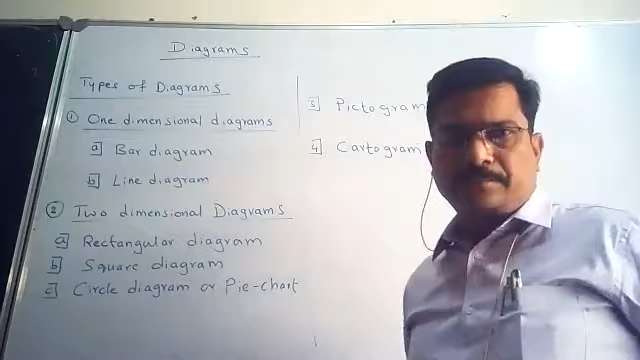 Diagrams
Types of Diagrams
① One dimensional diagrams
a] Bar diagram
b] Line diagram
② Two dimensional Diagrams
a] Rectangular diagram
b] Square diagram
c] Circle diagram or Pie-chart
3] Pictogram
4] Cartogram